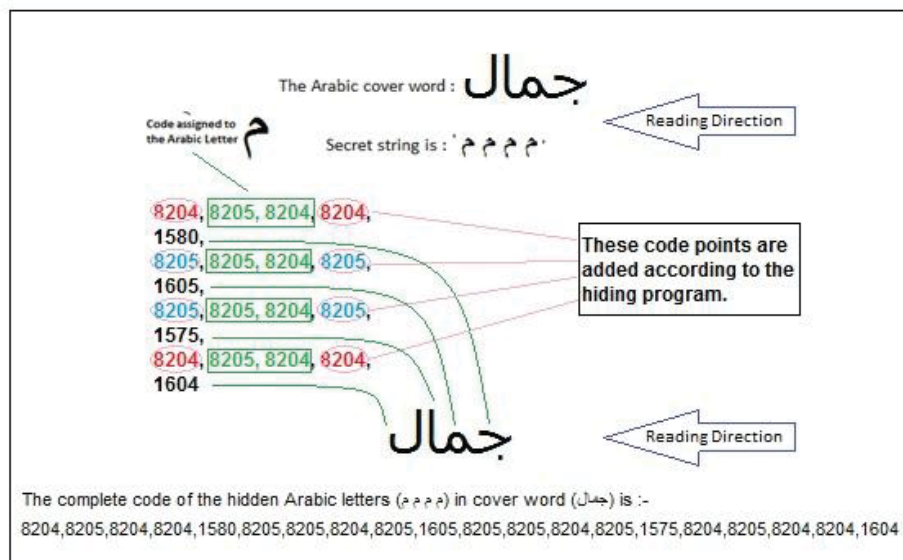 The Arabic cover word : جمال
Reading Direction
Code assigned to
the Arabic Letter م
Secret string is : 'م م م م'
8204, 8205, 8204, 8204,
1580,
8205, 8205, 8204, 8205,
1605,
8205, 8205, 8204, 8205,
1575,
8204, 8205, 8204, 8204,
1604
These code points are
added according to the
hiding program.
جمال
Reading Direction
The complete code of the hidden Arabic letters (م م م م) in cover word (جمال) is :-
8204,8205,8204,8204,1580,8205,8205,8204,8205,1605,8205,8205,8204,8205,1575,8204,8205,8204,8204,1604